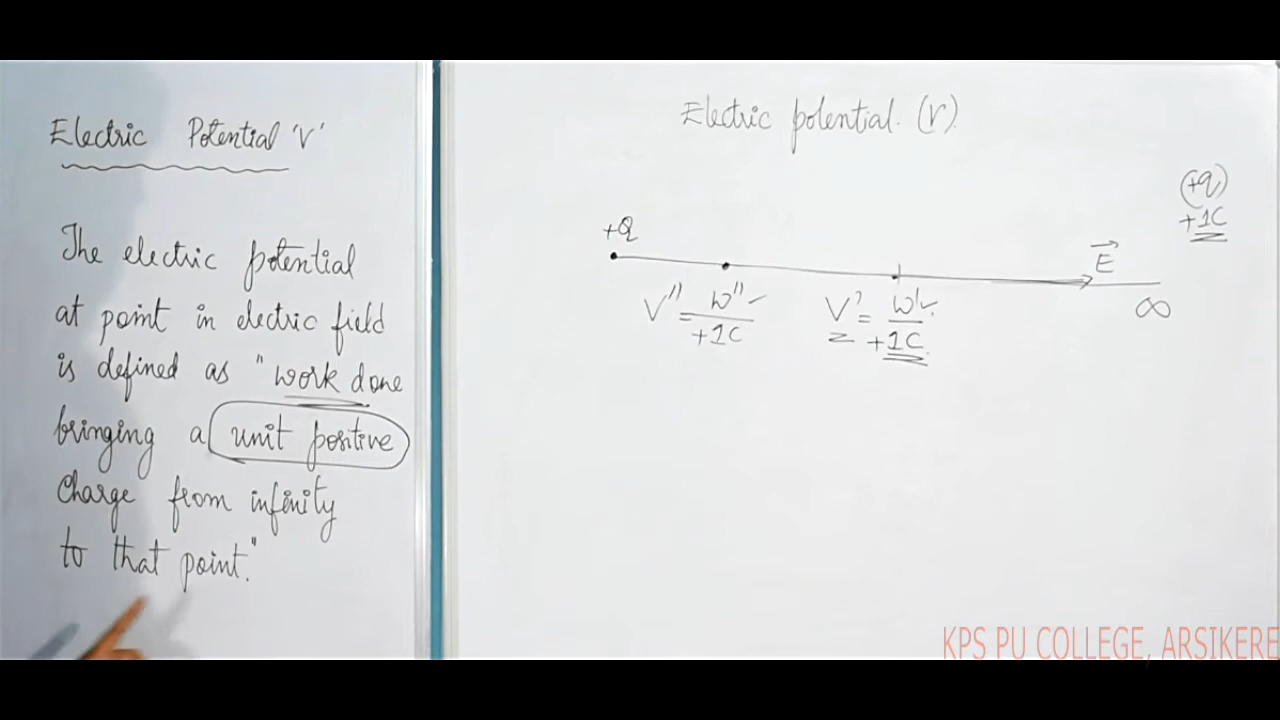 Electric Potential 'V'
The electric potential
at point in electric field
is defined as "work done
bringing a unit positive
charge from infinity
to that point."
Electric potential. (V).
(+q)
+1C
+Q
E
∞
V" = W"
+1C
V' = W'
+1C
KPS PU COLLEGE, ARSIKERE